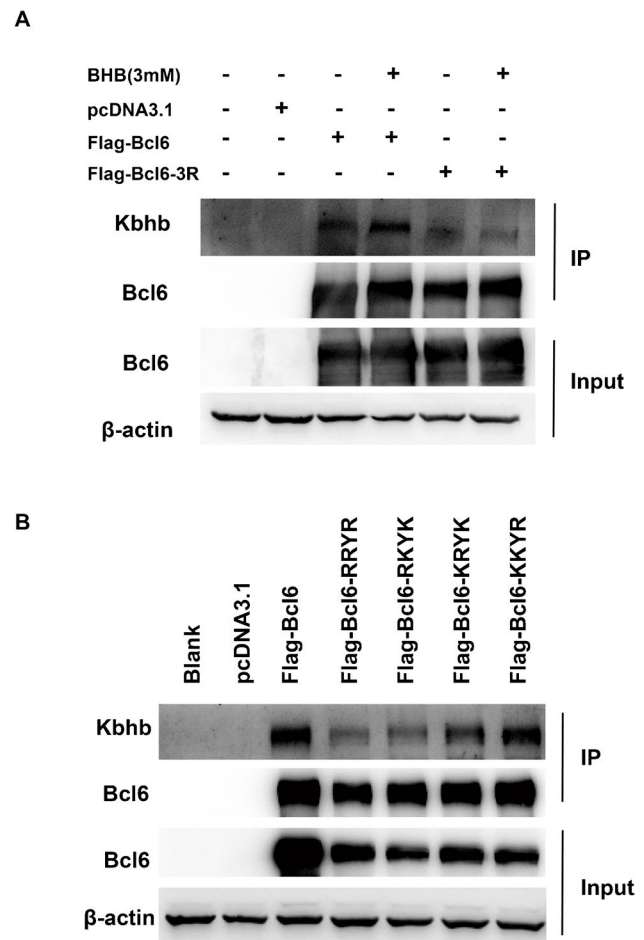 A
BHB(3mM) - - - + - +
pcDNA3.1 - + - - - -
Flag-Bcl6 - - + + - -
Flag-Bcl6-3R - - - - + +
Kbhb
IP
Bcl6
Bcl6
Input
β-actin
B
Blank
pcDNA3.1
Flag-Bcl6
Flag-Bcl6-RRYR
Flag-Bcl6-RKYK
Flag-Bcl6-KRYK
Flag-Bcl6-KKYR
Kbhb
IP
Bcl6
Bcl6
Input
β-actin